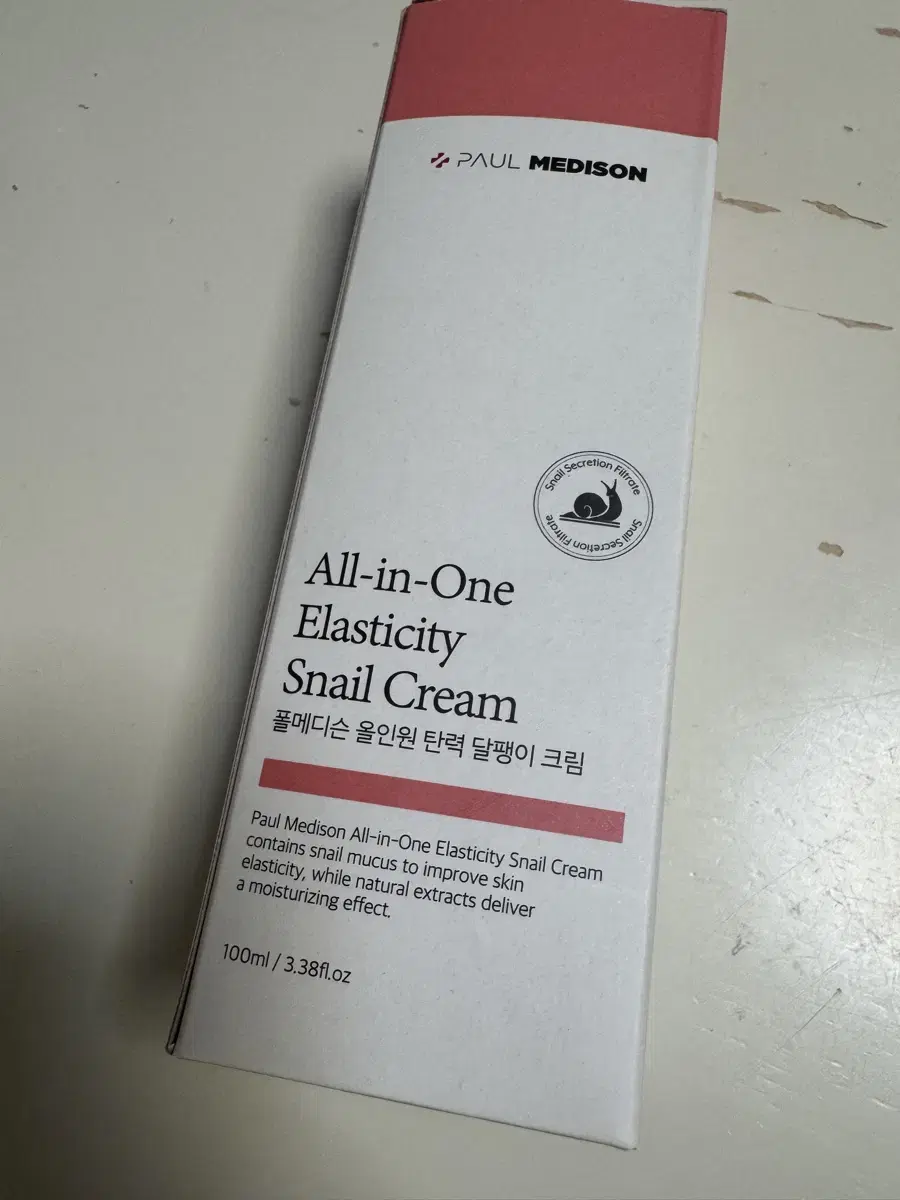 PAUL MEDISON
Snail Secretion Filtrate
Snail Secretion Filtrate
All-in-One
Elasticity
Snail Cream
폴메디슨 올인원 탄력 달팽이 크림
Paul Medison All-in-One Elasticity Snail Cream
contains snail mucus to improve skin
elasticity, while natural extracts deliver
a moisturizing effect.
100ml / 3.38fl.oz